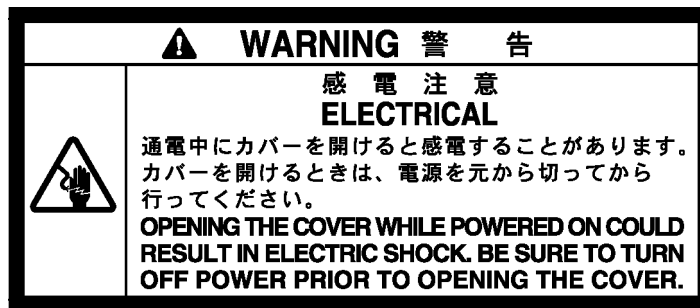 WARNING 警 告
感 電 注 意
ELECTRICAL
通電中にカバーを開けると感電することがあります。
カバーを開けるときは、電源を元から切ってから
行ってください。
OPENING THE COVER WHILE POWERED ON COULD
RESULT IN ELECTRIC SHOCK. BE SURE TO TURN
OFF POWER PRIOR TO OPENING THE COVER.